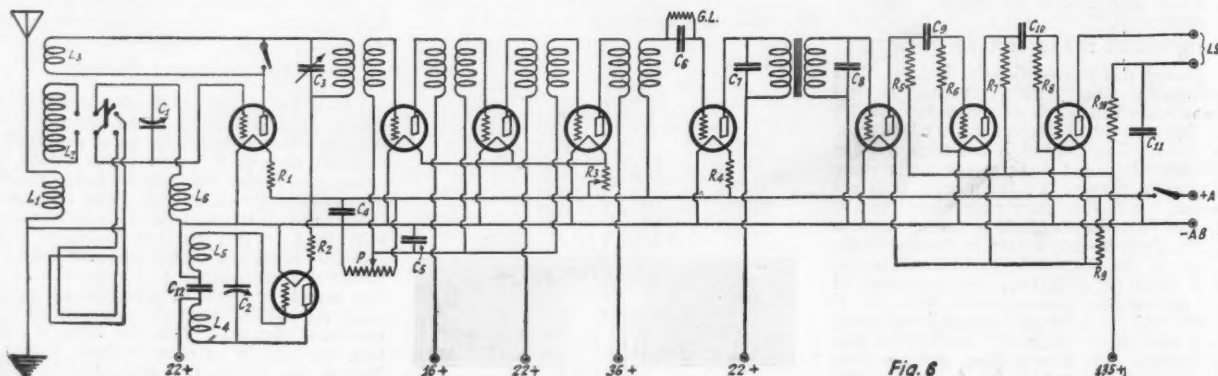 G.L.
C9 C10
L3 C3 C6 C7 C8 LS
R5 R6 R7 R8
C1
L2 R10 C11
R1 R3 R4
L1 L6 +A
C4 -AB
L5 R2 C5
P R9
C12 C2
L4
22+ 16+ 22+ 36+ 22+ Fig. 6 135+